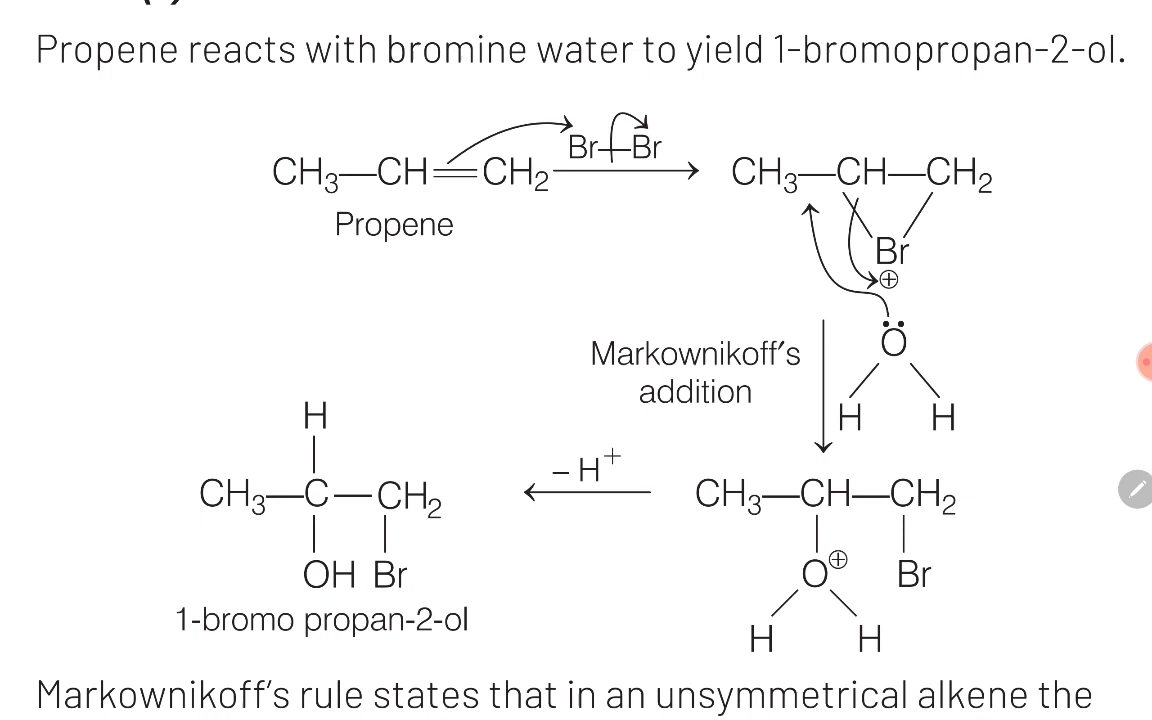 Propene reacts with bromine water to yield 1-bromopropan-2-ol.
Br—Br
CH₃—CH=CH₂ CH₃—CH—CH₂
Propene
Br
⊕
Ö
Markownikoff's
addition
H H
H
– H⁺
CH₃—C—CH₂ CH₃—CH—CH₂
OH Br O⊕ Br
1-bromo propan-2-ol
H H
Markownikoff's rule states that in an unsymmetrical alkene the